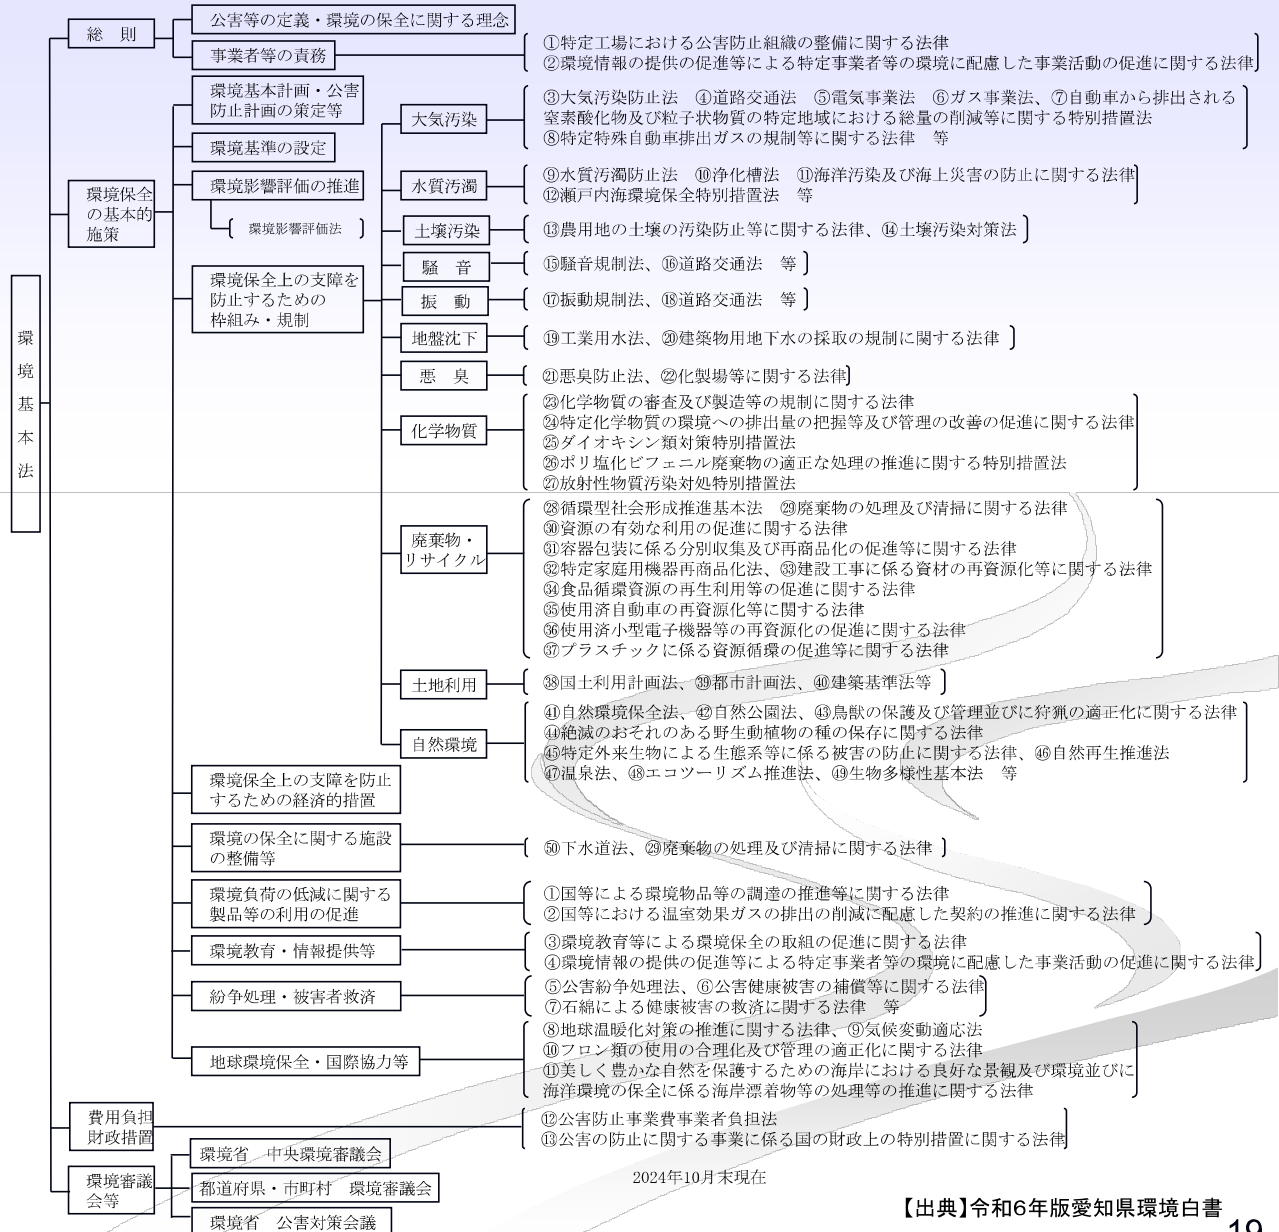 環境基本法
総　則
公害等の定義・環境の保全に関する理念
事業者等の責務
①特定工場における公害防止組織の整備に関する法律
②環境情報の提供の促進等による特定事業者等の環境に配慮した事業活動の促進に関する法律
環境保全
の基本的
施策
環境基本計画・公害
防止計画の策定等
環境基準の設定
環境影響評価の推進
環境影響評価法
環境保全上の支障を
防止するための
枠組み・規制
大気汚染
③大気汚染防止法　④道路交通法　⑤電気事業法　⑥ガス事業法、⑦自動車から排出される
窒素酸化物及び粒子状物質の特定地域における総量の削減等に関する特別措置法
⑧特定特殊自動車排出ガスの規制等に関する法律　等
水質汚濁
⑨水質汚濁防止法　⑩浄化槽法　⑪海洋汚染及び海上災害の防止に関する法律
⑫瀬戸内海環境保全特別措置法　等
土壌汚染
⑬農用地の土壌の汚染防止等に関する法律、⑭土壌汚染対策法
騒　音
⑮騒音規制法、⑯道路交通法　等
振　動
⑰振動規制法、⑱道路交通法　等
地盤沈下
⑲工業用水法、⑳建築物用地下水の採取の規制に関する法律
悪　臭
㉑悪臭防止法、㉒化製場等に関する法律
化学物質
㉓化学物質の審査及び製造等の規制に関する法律
㉔特定化学物質の環境への排出量の把握等及び管理の改善の促進に関する法律
㉕ダイオキシン類対策特別措置法
㉖ポリ塩化ビフェニル廃棄物の適正な処理の推進に関する特別措置法
㉗放射性物質汚染対処特別措置法
廃棄物・
リサイクル
㉘循環型社会形成推進基本法　㉙廃棄物の処理及び清掃に関する法律
㉚資源の有効な利用の促進に関する法律
㉛容器包装に係る分別収集及び再商品化の促進等に関する法律
㉜特定家庭用機器再商品化法、㉝建設工事に係る資材の再資源化等に関する法律
㉞食品循環資源の再生利用等の促進に関する法律
㉟使用済自動車の再資源化等に関する法律
㊱使用済小型電子機器等の再資源化の促進に関する法律
㊲プラスチックに係る資源循環の促進等に関する法律
土地利用
㊳国土利用計画法、㊴都市計画法、㊵建築基準法等
自然環境
㊶自然環境保全法、㊷自然公園法、㊸鳥獣の保護及び管理並びに狩猟の適正化に関する法律
㊹絶滅のおそれのある野生動植物の種の保存に関する法律
㊺特定外来生物による生態系等に係る被害の防止に関する法律、㊻自然再生推進法
㊼温泉法、㊽エコツーリズム推進法、㊾生物多様性基本法　等
環境保全上の支障を防止
するための経済的措置
環境の保全に関する施設
の整備等
㊿下水道法、㉙廃棄物の処理及び清掃に関する法律
環境負荷の低減に関する
製品等の利用の促進
①国等による環境物品等の調達の推進等に関する法律
②国等における温室効果ガスの排出の削減に配慮した契約の推進に関する法律
環境教育・情報提供等
③環境教育等による環境保全の取組の促進に関する法律
④環境情報の提供の促進等による特定事業者等の環境に配慮した事業活動の促進に関する法律
紛争処理・被害者救済
⑤公害紛争処理法、⑥公害健康被害の補償等に関する法律
⑦石綿による健康被害の救済に関する法律　等
地球環境保全・国際協力等
⑧地球温暖化対策の推進に関する法律、⑨気候変動適応法
⑩フロン類の使用の合理化及び管理の適正化に関する法律
⑪美しく豊かな自然を保護するための海岸における良好な景観及び環境並びに
海洋環境の保全に係る海岸漂着物等の処理等の推進に関する法律
費用負担
財政措置
⑫公害防止事業費事業者負担法
⑬公害の防止に関する事業に係る国の財政上の特別措置に関する法律
環境審議
会等
環境省　中央環境審議会
都道府県・市町村　環境審議会
環境省　公害対策会議
2024年10月末現在
【出典】令和6年版愛知県環境白書
19